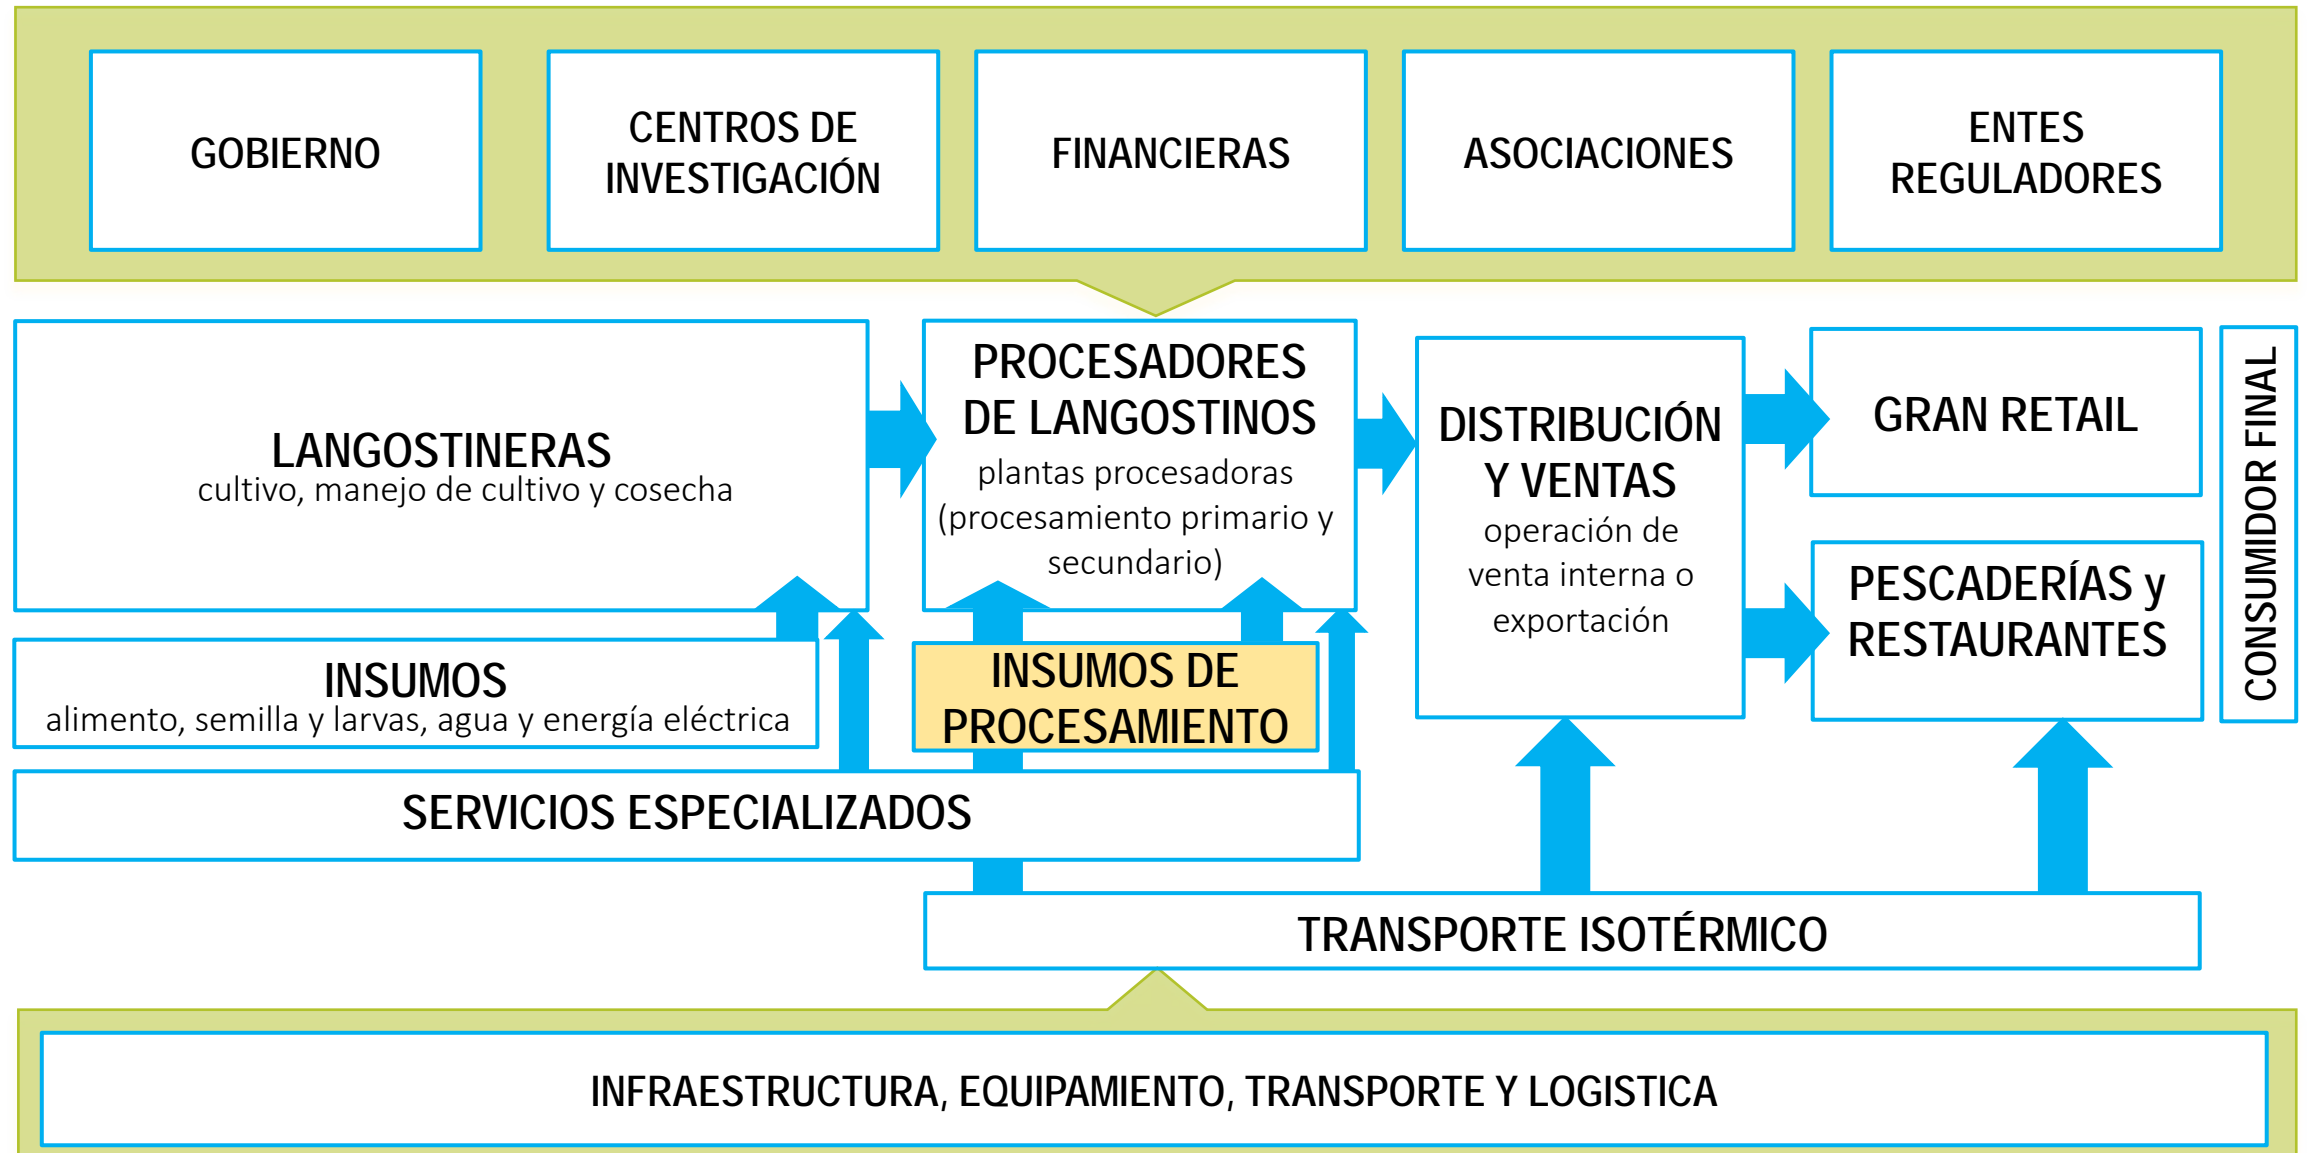 GOBIERNO
CENTROS DE
INVESTIGACIÓN
FINANCIERAS
ASOCIACIONES
ENTES
REGULADORES
LANGOSTINERAS
cultivo, manejo de cultivo y cosecha
PROCESADORES
DE LANGOSTINOS
plantas procesadoras
(procesamiento primario y
secundario)
DISTRIBUCIÓN
Y VENTAS
operación de
venta interna o
exportación
GRAN RETAIL
PESCADERÍAS y
RESTAURANTES
CONSUMIDOR FINAL
INSUMOS
alimento, semilla y larvas, agua y energía eléctrica
INSUMOS DE
PROCESAMIENTO
SERVICIOS ESPECIALIZADOS
TRANSPORTE ISOTÉRMICO
INFRAESTRUCTURA, EQUIPAMIENTO, TRANSPORTE Y LOGISTICA